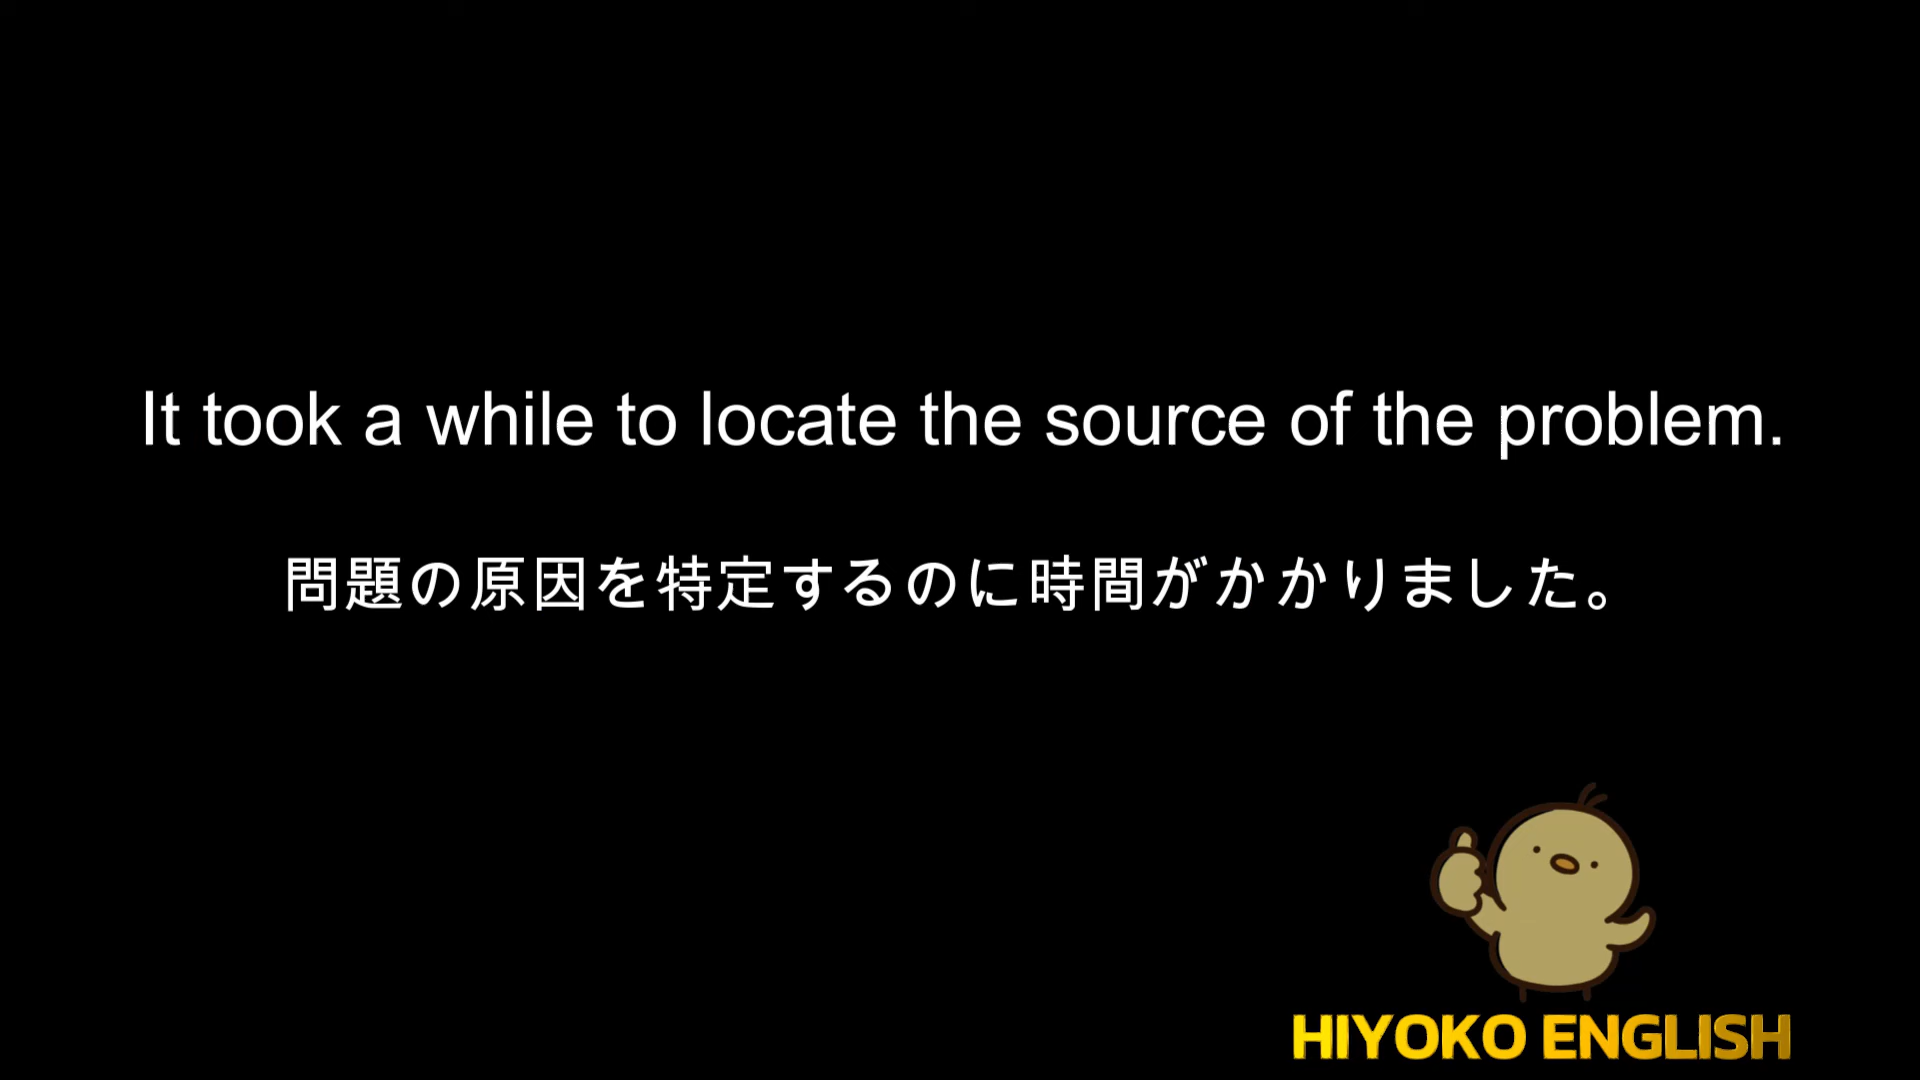 It took a while to locate the source of the problem.
問題の原因を特定するのに時間がかかりました。
HIYOKO ENGLISH